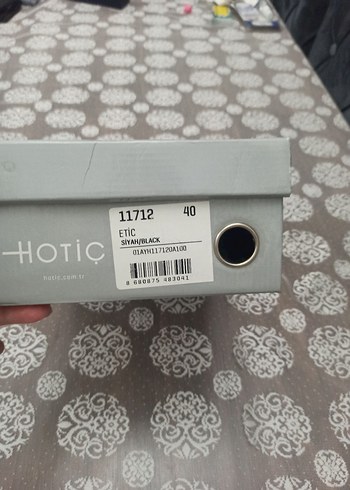 11712 40
ETİC
SİYAH/BLACK
01AYH117120A100
8 680875 483041
HOTİÇ
hotic.com.tr